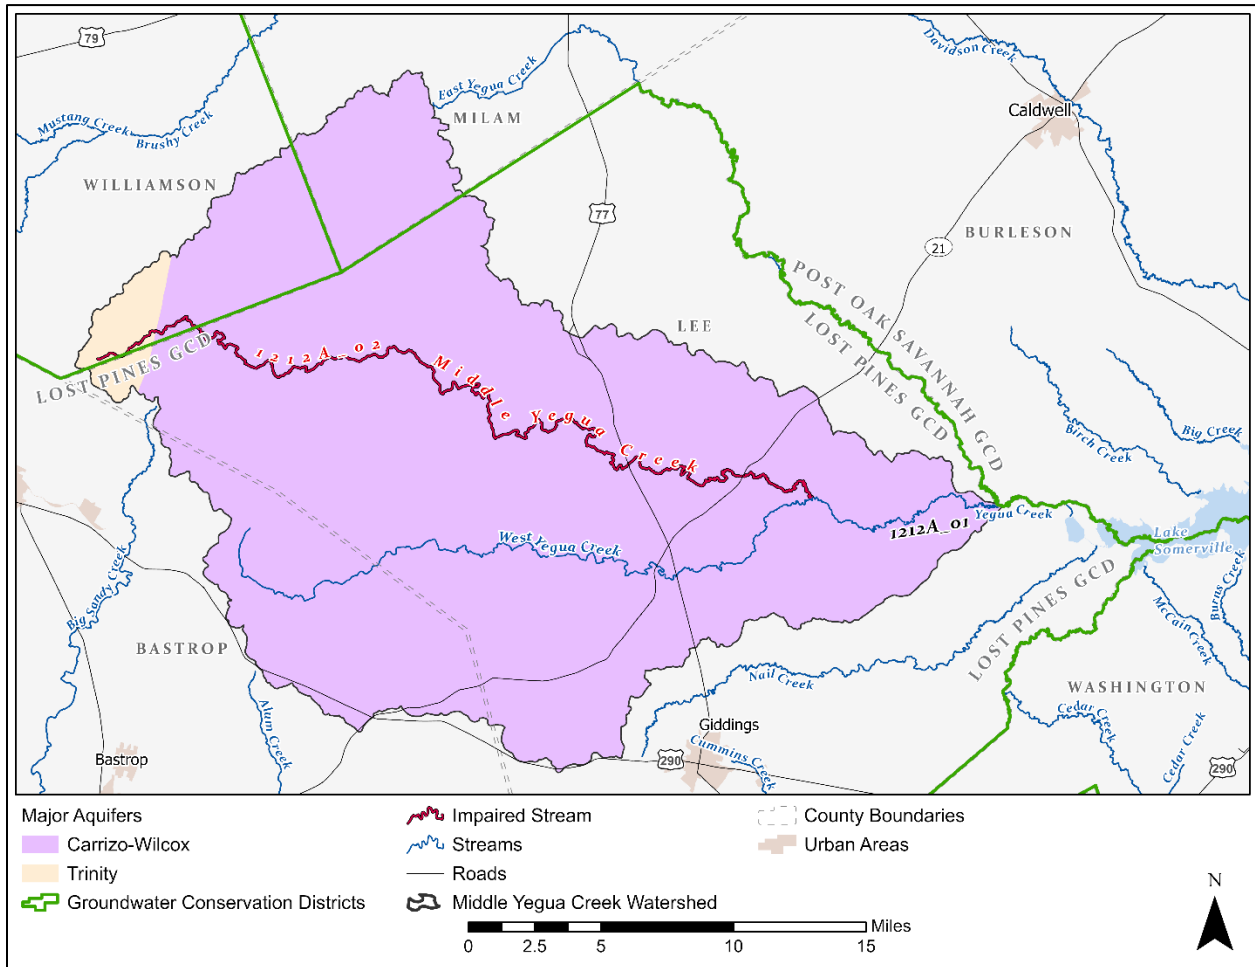 79
Davidson Creek
East Yegua Creek
Caldwell
MILAM
Mustang Creek
Brushy Creek
WILLIAMSON
77
21
BURLESON
POST OAK SAVANNAH GCD
LOST PINES GCD
LEE
LOST PINES GCD
1212A_02
Middle Yegua Creek
Big Creek
Birch Creek
Yegua Creek
1212A_01
West Yegua Creek
Lake
Somerville
Big Sandy Creek
LOST PINES GCD
McCain Creek
Burns Creek
BASTROP
Nail Creek
WASHINGTON
Cedar Creek
Cedar Creek
Alum Creek
Giddings
Cummins Creek
Bastrop
290
290
Major Aquifers
Carrizo-Wilcox
Trinity
Groundwater Conservation Districts
Impaired Stream
Streams
Roads
Middle Yegua Creek Watershed
County Boundaries
Urban Areas
N
Miles
0 2.5 5 10 15